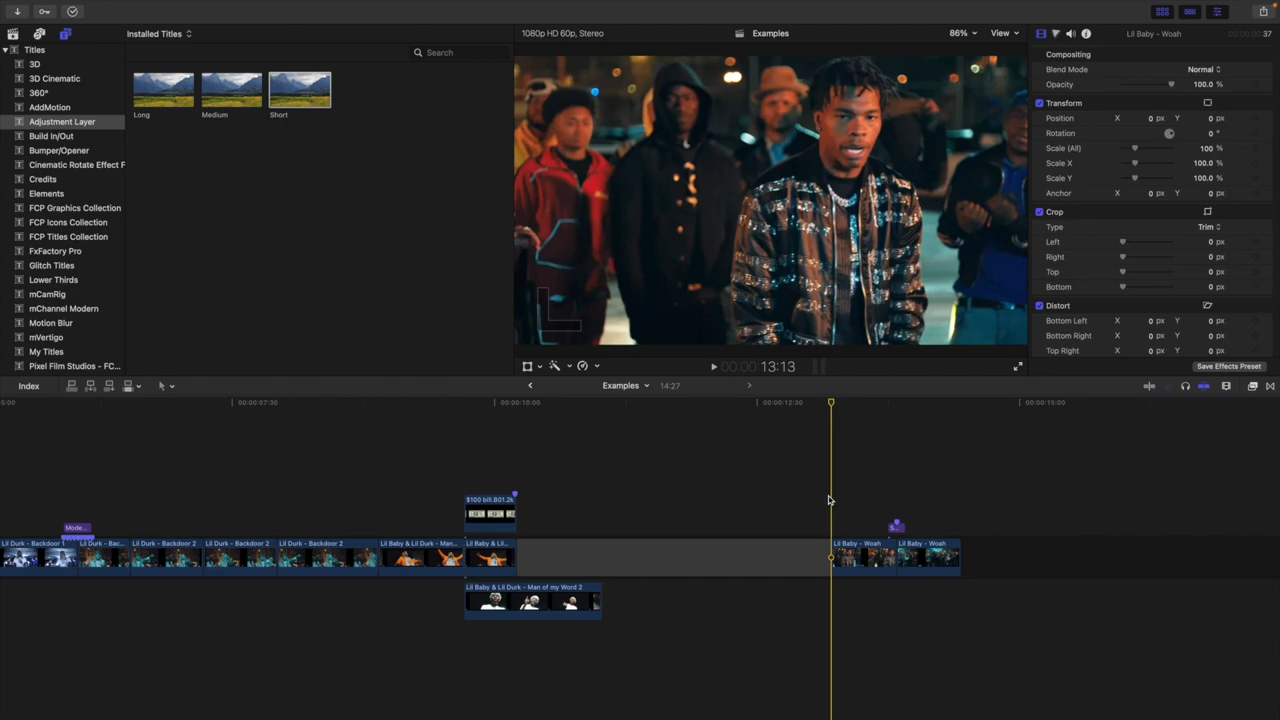 Installed Titles
1080p HD 60p, Stereo
Examples
86%
View
Lil Baby - Woah
00:00:00
37
Titles
3D
3D Cinematic
360°
AddMotion
Adjustment Layer
Build In/Out
Bumper/Opener
Cinematic Rotate Effect F
Credits
Elements
FCP Graphics Collection
FCP Icons Collection
FCP Titles Collection
FxFactory Pro
Glitch Titles
Lower Thirds
mCamRig
mChannel Modern
Motion Blur
mVertigo
My Titles
Pixel Film Studios - FC...
Search
Long
Medium
Short
Compositing
Blend Mode
Normal
Opacity
100.0 %
Transform
Position
X 0 px Y 0 px
Rotation
0 °
Scale (All)
100 %
Scale X
100.0 %
Scale Y
100.0 %
Anchor
X 0 px Y 0 px
Crop
Type
Trim
Left
0 px
Right
0 px
Top
0 px
Bottom
0 px
Distort
Bottom Left
X 0 px Y 0 px
Bottom Right
X 0 px Y 0 px
Top Right
X 0 px Y 0 px
Save Effects Preset
00:00 13:13
Index
Examples
14:27
5:00
00:00:07:30
00:00:10:00
00:00:12:30
00:00:15:00
$100 bill.B01.2k
Mode...
S...
Lil Durk - Backdoor 1
Lil Durk - Bac...
Lil Durk - Backdoor 2
Lil Durk - Backdoor 2
Lil Durk - Backdoor 2
Lil Baby & Lil Durk - Man...
Lil Baby & Lil...
Lil Baby - Woah
Lil Baby - Woah
Lil Baby & Lil Durk - Man of my Word 2